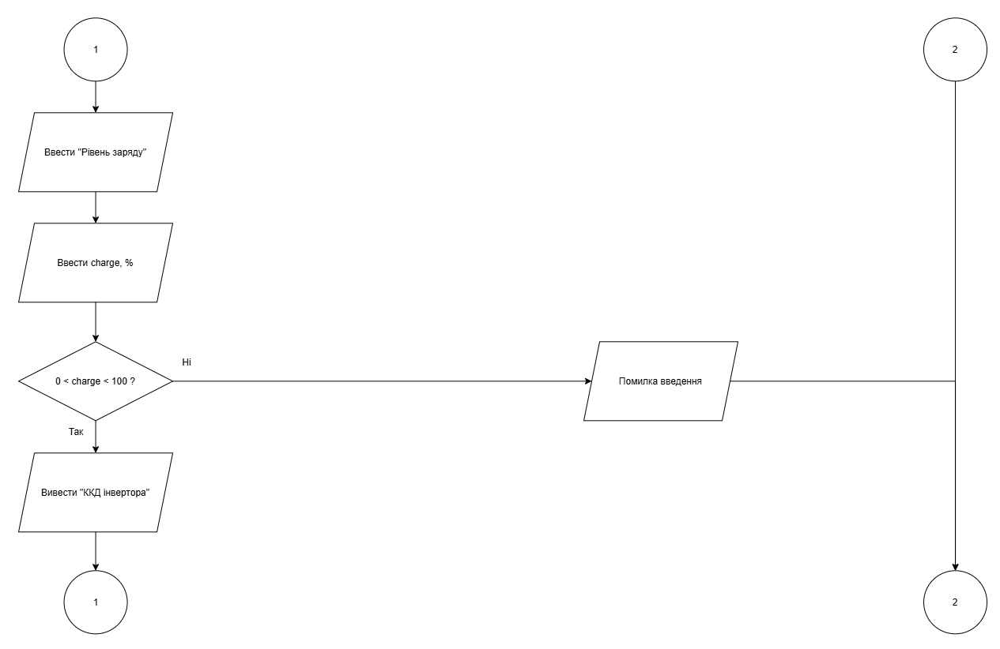 1
2
Ввести "Рівень заряду"
Ввести charge, %
Ні
0 < charge < 100 ?
Помилка введення
Так
Вивести "ККД інвертора"
1
2